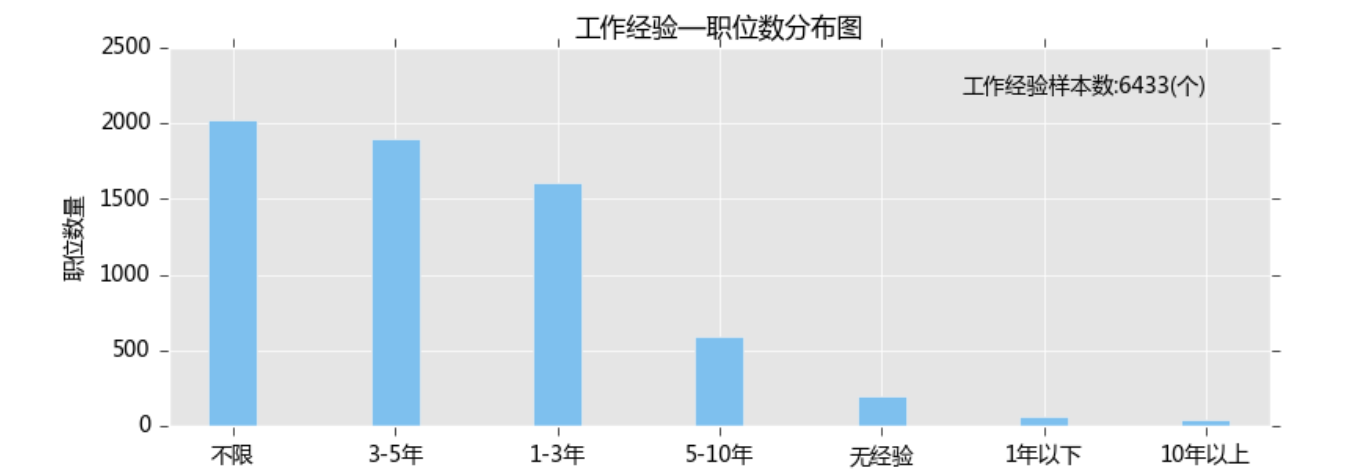 工作经验—职位数分布图
工作经验样本数:6433(个)
职位数量
2500
2000
1500
1000
500
0
不限 3-5年 1-3年 5-10年 无经验 1年以下 10年以上